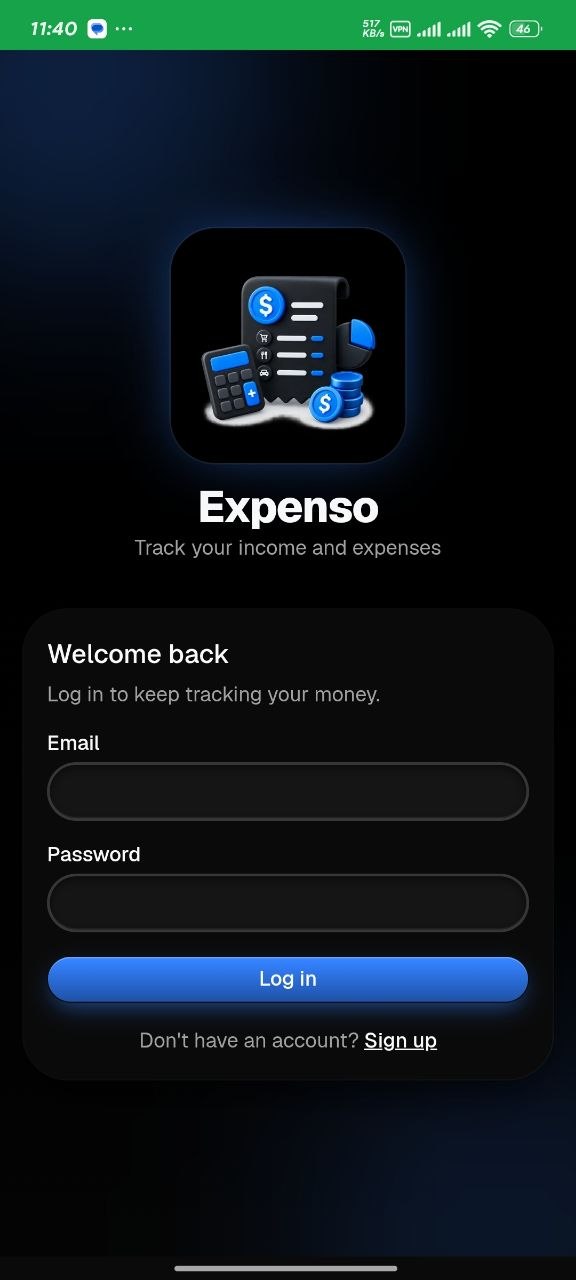 11:40
517
KB/s
VPN
46
$
$
Expenso
Track your income and expenses
Welcome back
Log in to keep tracking your money.
Email
Password
Log in
Don't have an account? Sign up